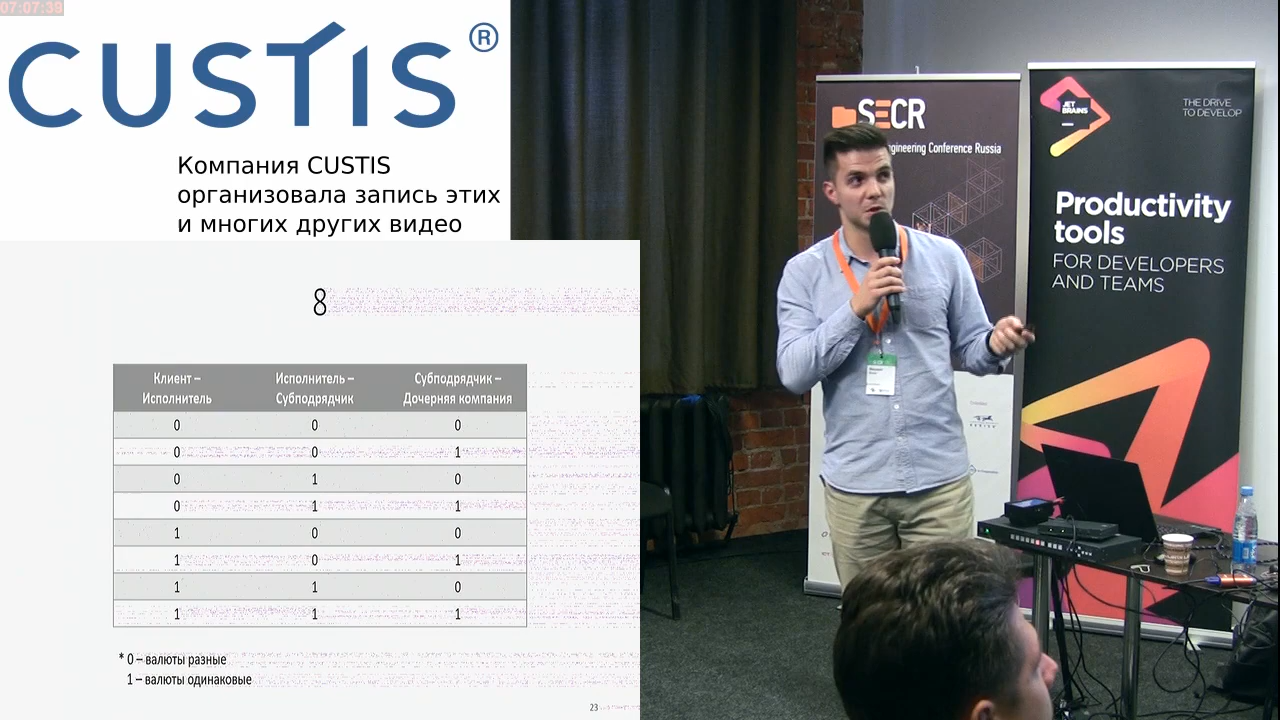 07:07:39
CUSTIS®
Компания CUSTIS
организовала запись этих
и многих других видео
8
Клиент –
Исполнитель
Исполнитель –
Субподрядчик
Субподрядчик –
Дочерняя компания
0 0 0
0 0 1
0 1 0
0 1 1
1 0 0
1 0 1
1 1 0
1 1 1
* 0 – валюты разные
1 – валюты одинаковые
23
SECR
Engineering Conference Russia
JET
BRAINS
THE DRIVE
TO DEVELOP
Productivity
tools
FOR DEVELOPERS
AND TEAMS